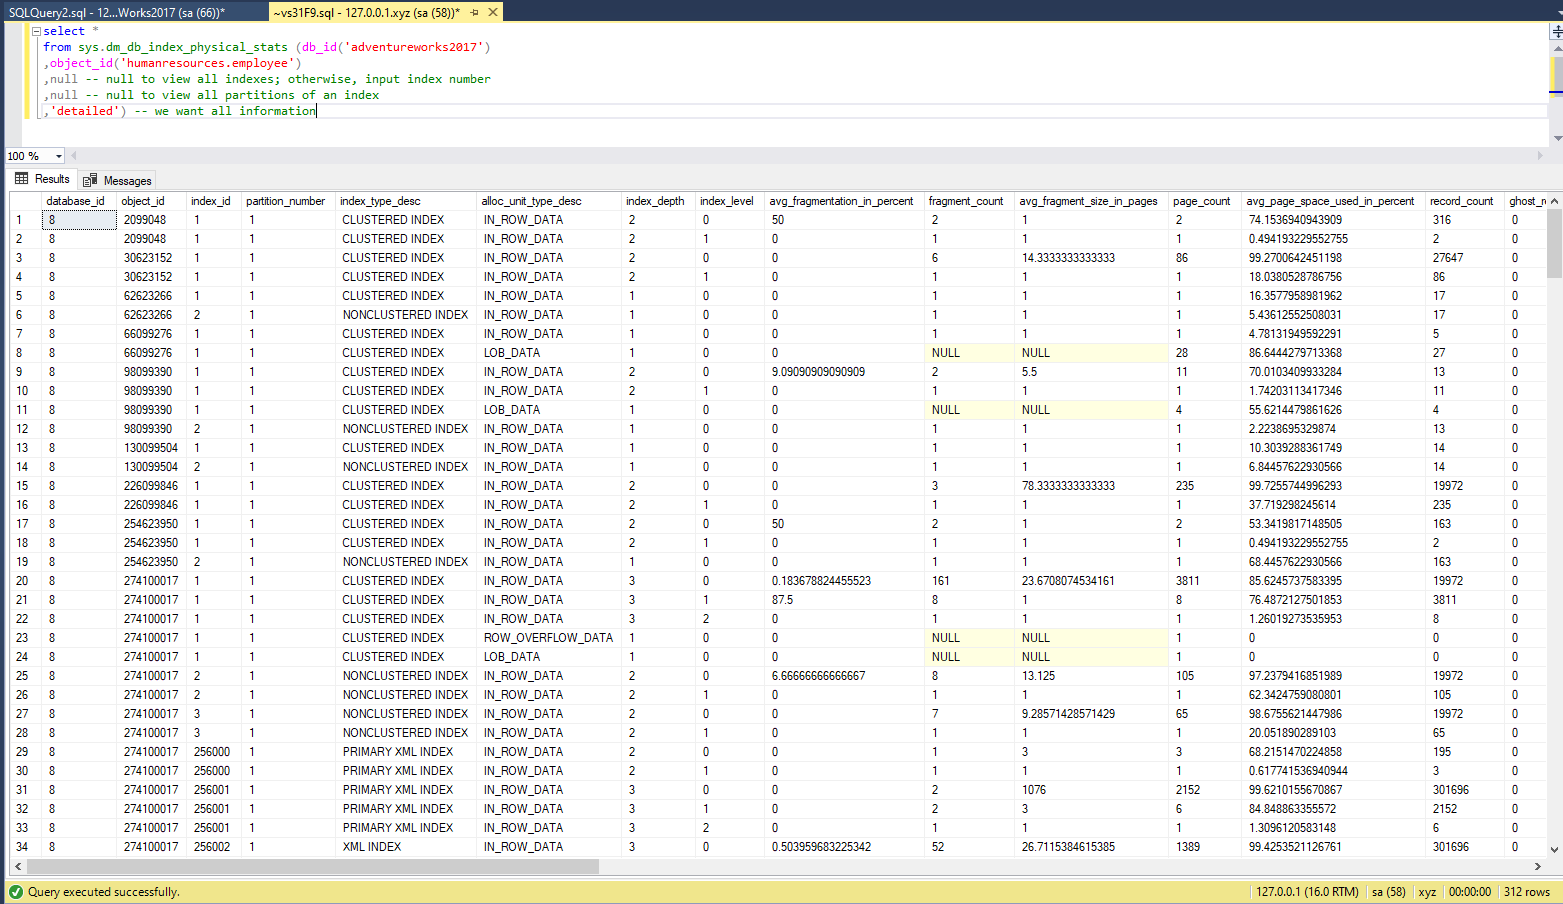 SQLQuery2.sql - 12...Works2017 (sa (66))*
~vs31F9.sql - 127.0.0.1.xyz (sa (58))*
select *
from sys.dm_db_index_physical_stats (db_id('adventureworks2017')
,object_id('humanresources.employee')
,null -- null to view all indexes; otherwise, input index number
,null -- null to view all partitions of an index
,'detailed') -- we want all information
100 %
Results Messages
database_id object_id index_id partition_number index_type_desc alloc_unit_type_desc index_depth index_level avg_fragmentation_in_percent fragment_count avg_fragment_size_in_pages page_count avg_page_space_used_in_percent record_count ghost_re
1 8 2099048 1 1 CLUSTERED INDEX IN_ROW_DATA 2 0 50 2 1 2 74.1536940943909 316 0
2 8 2099048 1 1 CLUSTERED INDEX IN_ROW_DATA 2 1 0 1 1 1 0.494193229552755 2 0
3 8 30623152 1 1 CLUSTERED INDEX IN_ROW_DATA 2 0 0 6 14.3333333333333 86 99.2700642451198 27647 0
4 8 30623152 1 1 CLUSTERED INDEX IN_ROW_DATA 2 1 0 1 1 1 18.0380528786756 86 0
5 8 62623266 1 1 CLUSTERED INDEX IN_ROW_DATA 1 0 0 1 1 1 16.3577958981962 17 0
6 8 62623266 2 1 NONCLUSTERED INDEX IN_ROW_DATA 1 0 0 1 1 1 5.43612552508031 17 0
7 8 66099276 1 1 CLUSTERED INDEX IN_ROW_DATA 1 0 0 1 1 1 4.78131949592291 5 0
8 8 66099276 1 1 CLUSTERED INDEX LOB_DATA 1 0 0 NULL NULL 28 86.6444279713368 27 0
9 8 98099390 1 1 CLUSTERED INDEX IN_ROW_DATA 2 0 9.09090909090909 2 5.5 11 70.0103409933284 13 0
10 8 98099390 1 1 CLUSTERED INDEX IN_ROW_DATA 2 1 0 1 1 1 1.74203113417346 11 0
11 8 98099390 1 1 CLUSTERED INDEX LOB_DATA 1 0 0 NULL NULL 4 55.6214479861626 4 0
12 8 98099390 2 1 NONCLUSTERED INDEX IN_ROW_DATA 1 0 0 1 1 1 2.2238695329874 13 0
13 8 130099504 1 1 CLUSTERED INDEX IN_ROW_DATA 1 0 0 1 1 1 10.3039288361749 14 0
14 8 130099504 2 1 NONCLUSTERED INDEX IN_ROW_DATA 1 0 0 1 1 1 6.84457622930566 14 0
15 8 226099846 1 1 CLUSTERED INDEX IN_ROW_DATA 2 0 0 3 78.3333333333333 235 99.7255744996293 19972 0
16 8 226099846 1 1 CLUSTERED INDEX IN_ROW_DATA 2 1 0 1 1 1 37.719298245614 235 0
17 8 254623950 1 1 CLUSTERED INDEX IN_ROW_DATA 2 0 50 2 1 2 53.3419817148505 163 0
18 8 254623950 1 1 CLUSTERED INDEX IN_ROW_DATA 2 1 0 1 1 1 0.494193229552755 2 0
19 8 254623950 2 1 NONCLUSTERED INDEX IN_ROW_DATA 1 0 0 1 1 1 68.4457622930566 163 0
20 8 274100017 1 1 CLUSTERED INDEX IN_ROW_DATA 3 0 0.183678824455523 161 23.6708074534161 3811 85.6245737583395 19972 0
21 8 274100017 1 1 CLUSTERED INDEX IN_ROW_DATA 3 1 87.5 8 1 8 76.4872127501853 3811 0
22 8 274100017 1 1 CLUSTERED INDEX IN_ROW_DATA 3 2 0 1 1 1 1.26019273535953 8 0
23 8 274100017 1 1 CLUSTERED INDEX ROW_OVERFLOW_DATA 1 0 0 NULL NULL 1 0 0 0
24 8 274100017 1 1 CLUSTERED INDEX LOB_DATA 1 0 0 NULL NULL 1 0 0 0
25 8 274100017 2 1 NONCLUSTERED INDEX IN_ROW_DATA 2 0 6.66666666666667 8 13.125 105 97.2379416851989 19972 0
26 8 274100017 2 1 NONCLUSTERED INDEX IN_ROW_DATA 2 1 0 1 1 1 62.3424759080801 105 0
27 8 274100017 3 1 NONCLUSTERED INDEX IN_ROW_DATA 2 0 0 7 9.28571428571429 65 98.6755621447986 19972 0
28 8 274100017 3 1 NONCLUSTERED INDEX IN_ROW_DATA 2 1 0 1 1 1 20.051890289103 65 0
29 8 274100017 256000 1 PRIMARY XML INDEX IN_ROW_DATA 2 0 0 1 3 3 68.2151470224858 195 0
30 8 274100017 256000 1 PRIMARY XML INDEX IN_ROW_DATA 2 1 0 1 1 1 0.617741536940944 3 0
31 8 274100017 256001 1 PRIMARY XML INDEX IN_ROW_DATA 3 0 0 2 1076 2152 99.6210155670867 301696 0
32 8 274100017 256001 1 PRIMARY XML INDEX IN_ROW_DATA 3 1 0 2 3 6 84.848863355572 2152 0
33 8 274100017 256001 1 PRIMARY XML INDEX IN_ROW_DATA 3 2 0 1 1 1 1.3096120583148 6 0
34 8 274100017 256002 1 XML INDEX IN_ROW_DATA 3 0 0.503959683225342 52 26.7115384615385 1389 99.4253521126761 301696 0
Query executed successfully. 127.0.0.1 (16.0 RTM) sa (58) xyz 00:00:00 312 rows